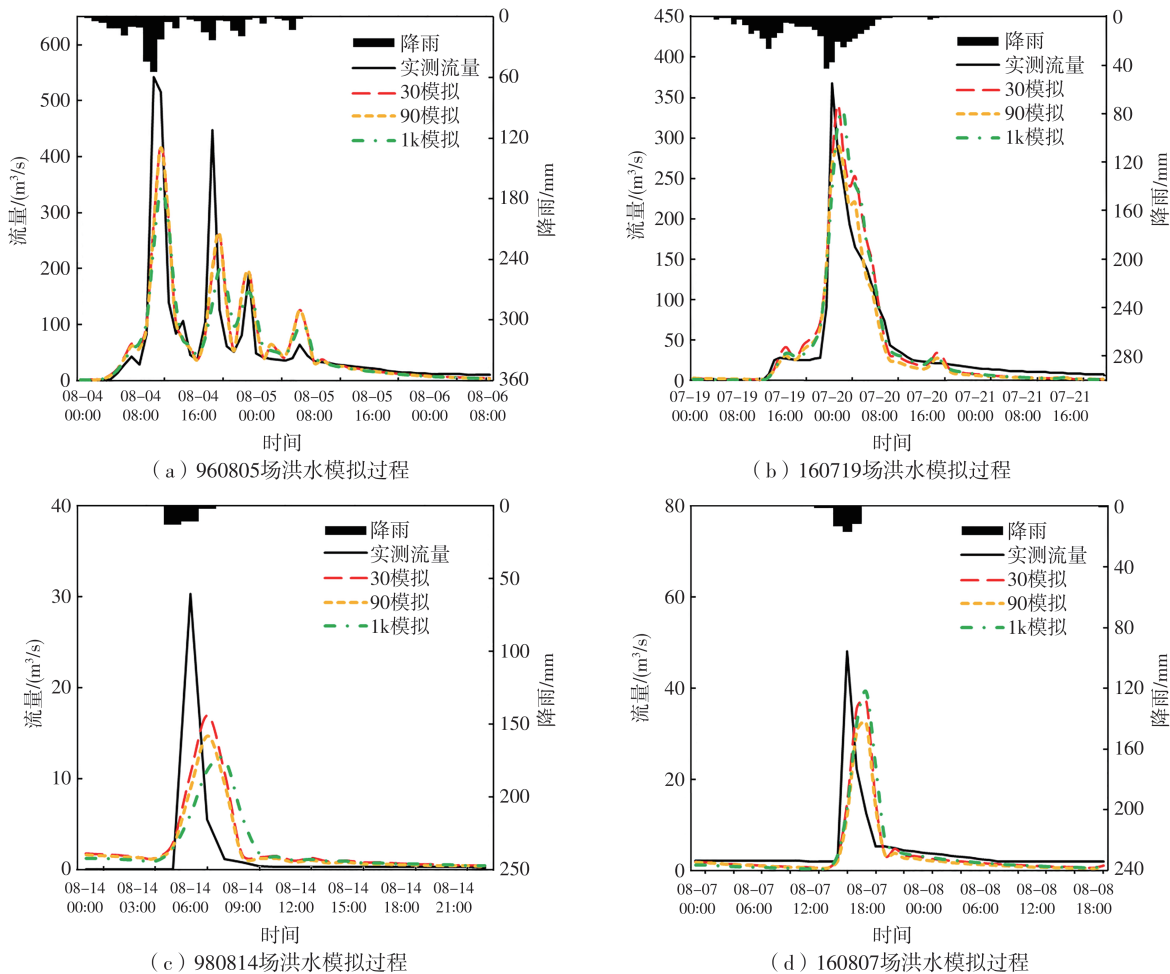 600
500
400
300
200
100
0
流量/(m³/s)
0
60
120
180
240
300
360
降雨/mm
降雨
实测流量
30模拟
90模拟
1k模拟
08–04 08–04 08–04 08–05 08–05 08–05 08–06 08–06
00:00 08:00 16:00 00:00 08:00 16:00 00:00 08:00
时间
（a）960805场洪水模拟过程
450
400
350
300
250
200
150
100
50
0
流量/(m³/s)
0
40
80
120
160
200
240
280
降雨/mm
降雨
实测流量
30模拟
90模拟
1k模拟
07–19 07–19 07–19 07–20 07–20 07–20 07–21 07–21 07–21
00:00 08:00 16:00 00:00 08:00 16:00 00:00 08:00 16:00
时间
（b）160719场洪水模拟过程
40
30
20
10
0
流量/(m³/s)
0
50
100
150
200
250
降雨/mm
降雨
实测流量
30模拟
90模拟
1k模拟
08–14 08–14 08–14 08–14 08–14 08–14 08–14 08–14
00:00 03:00 06:00 09:00 12:00 15:00 18:00 21:00
时间
（c）980814场洪水模拟过程
80
60
40
20
0
流量/(m³/s)
0
40
80
120
160
200
240
降雨/mm
降雨
实测流量
30模拟
90模拟
1k模拟
08–07 08–07 08–07 08–07 08–08 08–08 08–08 08–08
00:00 06:00 12:00 18:00 00:00 06:00 12:00 18:00
时间
（d）160807场洪水模拟过程